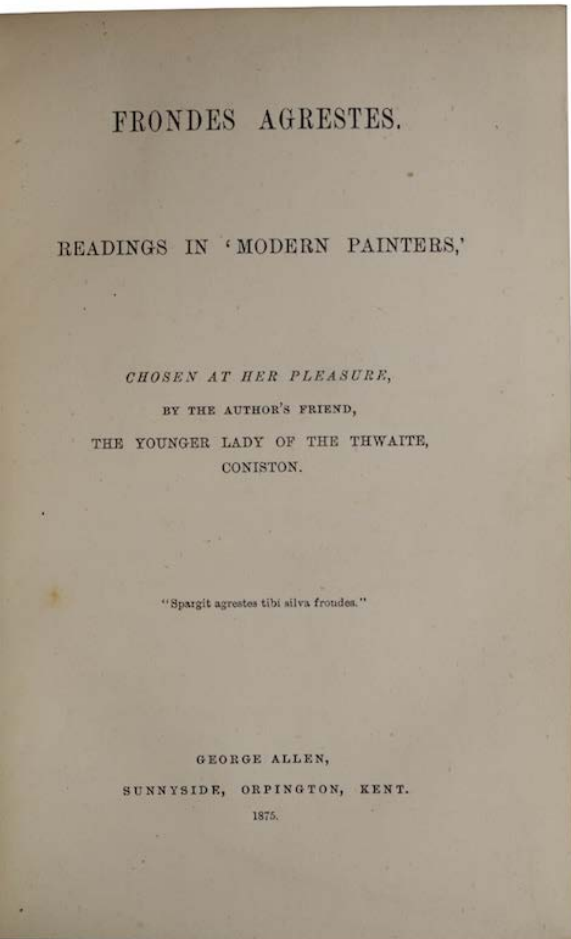 FRONDES AGRESTES.
READINGS IN ‘MODERN PAINTERS,’
CHOSEN AT HER PLEASURE,
BY THE AUTHOR'S FRIEND,
THE YOUNGER LADY OF THE THWAITE,
CONISTON.
"Spargit agrestes tibi silva frondes."
GEORGE ALLEN,
SUNNYSIDE, ORPINGTON, KENT.
1875.